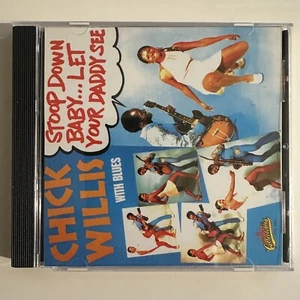 STOOP DOWN
BABY... LET
YOUR DADDY SEE
CHICK
WILLIS
WITH BLUES